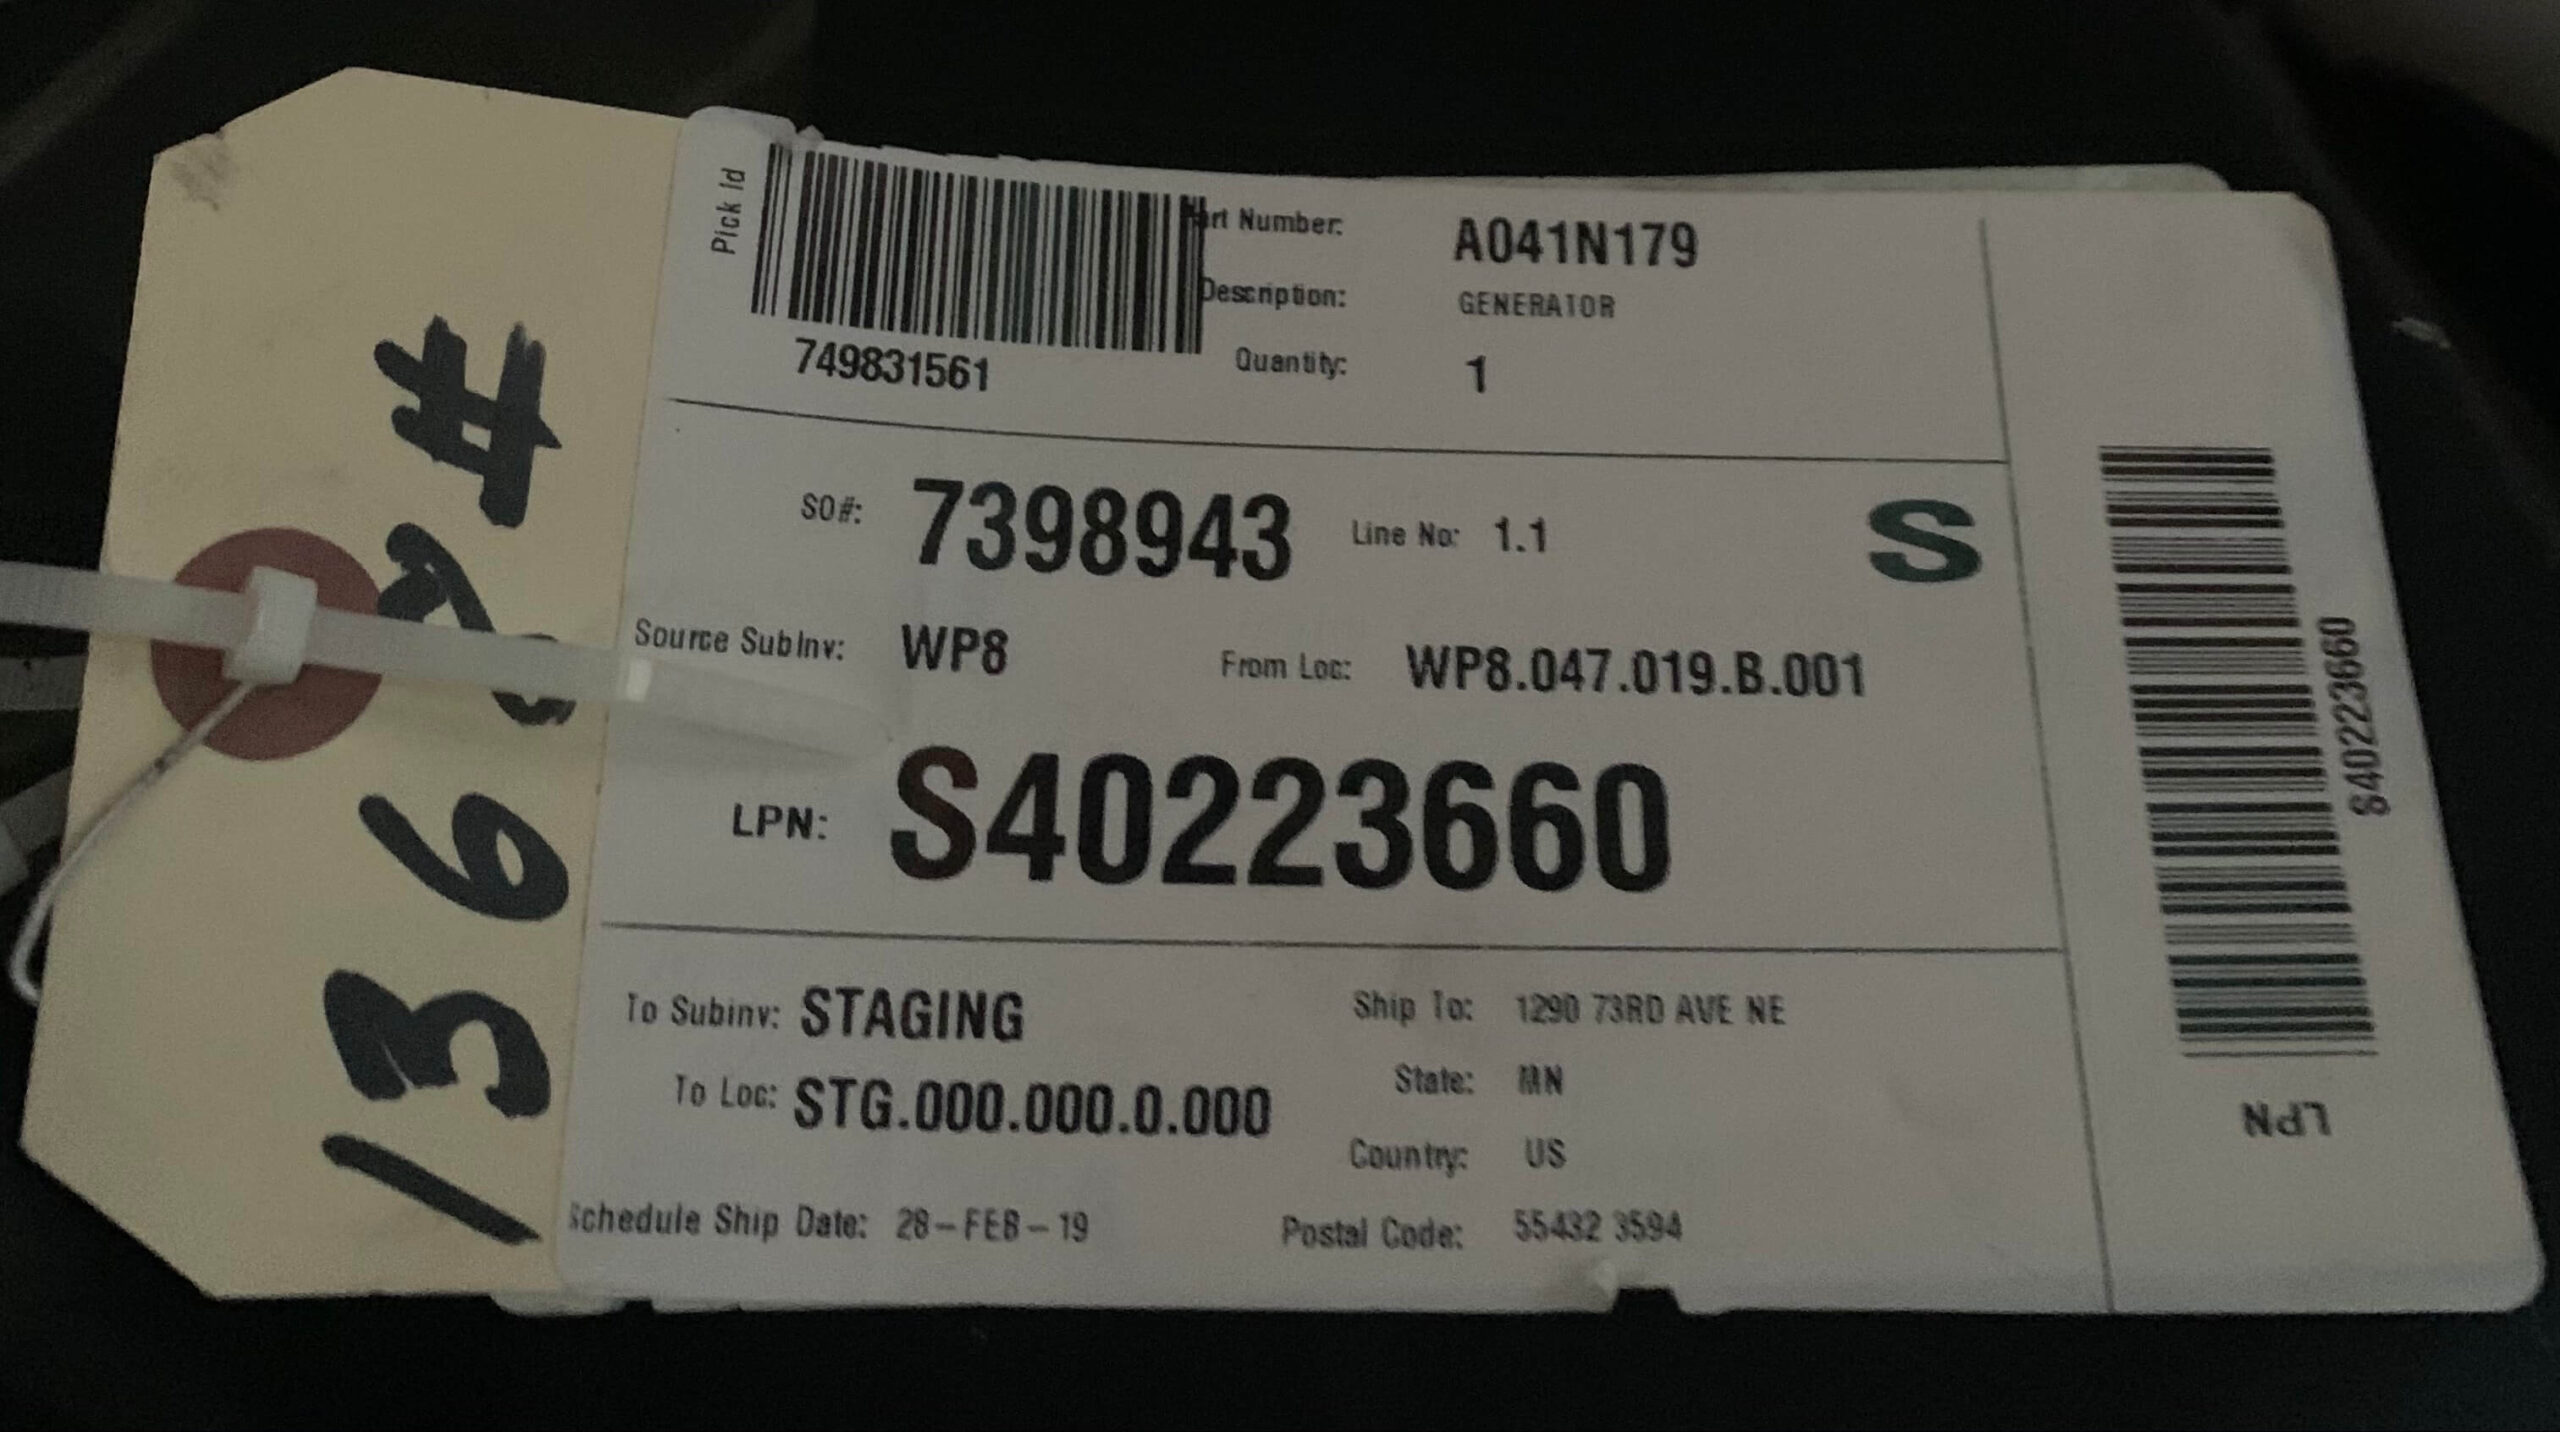 Pick Id
749831561
Part Number: A041N179
Description: GENERATOR
Quantity: 1
SO#: 7398943 Line No: 1.1 S
Source SubInv: WP8 From Loc: WP8.047.019.B.001
LPN: S40223660
To Subinv: STAGING
To Loc: STG.000.000.0.000
Schedule Ship Date: 28-FEB-19
Ship To: 1290 73RD AVE NE
State: MN
Country: US
Postal Code: 55432 3594
LPN
S40223660